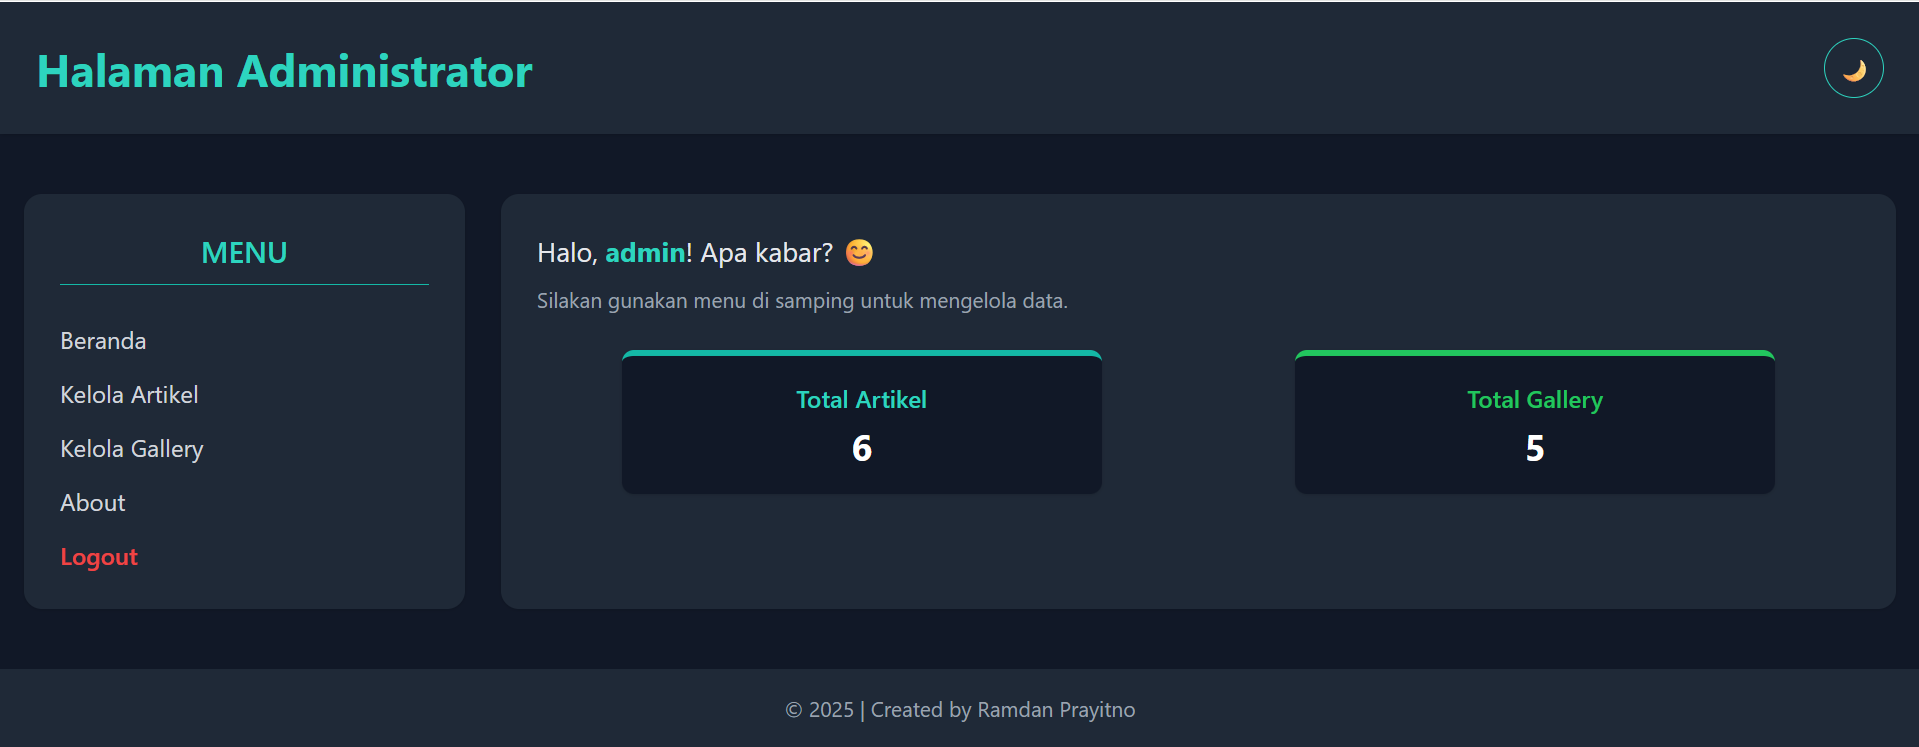 Halaman Administrator
🌙
MENU
Beranda
Kelola Artikel
Kelola Gallery
About
Logout
Halo, admin! Apa kabar? 😊
Silakan gunakan menu di samping untuk mengelola data.
Total Artikel
6
Total Gallery
5
© 2025 | Created by Ramdan Prayitno